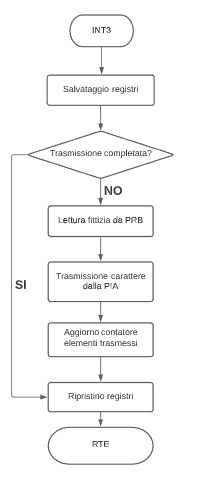 INT3
Salvataggio registri
Trasmissione completata?
NO
Lettura fittizia da PRB
SI
Trasmissione carattere
dalla PIA
Aggiorno contatore
elementi trasmessi
Ripristino registri
RTE